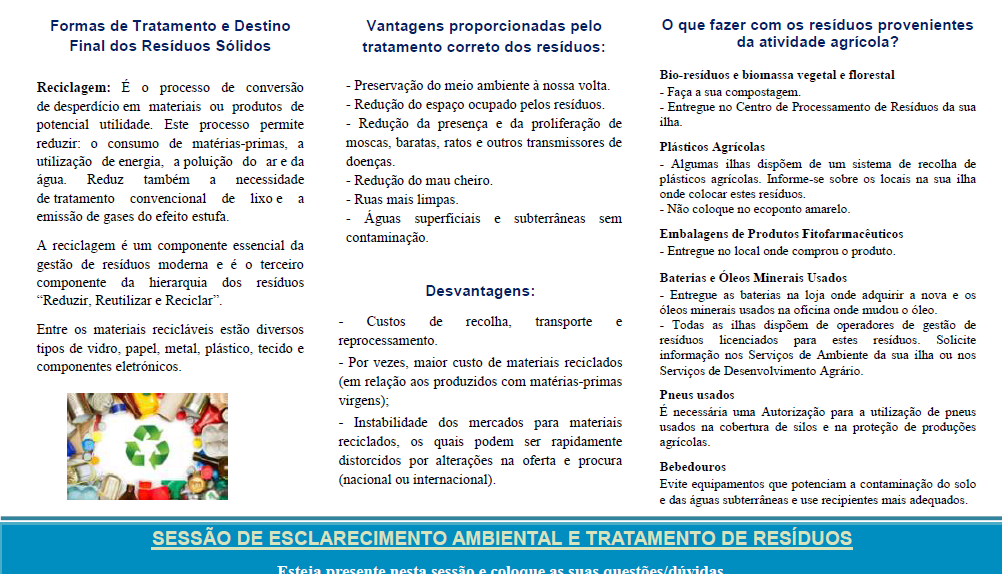 Formas de Tratamento e Destino
Final dos Resíduos Sólidos
Reciclagem: É o processo de conversão
de desperdício em materiais ou produtos de
potencial utilidade. Este processo permite
reduzir: o consumo de matérias-primas, a
utilização de energia, a poluição do ar e da
água. Reduz também a necessidade
de tratamento convencional de lixo e a
emissão de gases do efeito estufa.
A reciclagem é um componente essencial da
gestão de resíduos moderna e é o terceiro
componente da hierarquia dos resíduos
“Reduzir, Reutilizar e Reciclar”.
Entre os materiais recicláveis estão diversos
tipos de vidro, papel, metal, plástico, tecido e
componentes eletrónicos.
Vantagens proporcionadas pelo
tratamento correto dos resíduos:
- Preservação do meio ambiente à nossa volta.
- Redução do espaço ocupado pelos resíduos.
- Redução da presença e da proliferação de
moscas, baratas, ratos e outros transmissores de
doenças.
- Redução do mau cheiro.
- Ruas mais limpas.
- Águas superfíciais e subterrâneas sem
contaminação.
Desvantagens:
- Custos de recolha, transporte e
reprocessamento.
- Por vezes, maior custo de materiais reciclados
(em relação aos produzidos com matérias-primas
virgens);
- Instabilidade dos mercados para materiais
reciclados, os quais podem ser rapidamente
distorcidos por alterações na oferta e procura
(nacional ou internacional).
O que fazer com os resíduos provenientes
da atividade agrícola?
Bio-resíduos e biomassa vegetal e florestal
- Faça a sua compostagem.
- Entregue no Centro de Processamento de Resíduos da sua
ilha.
Plásticos Agrícolas
- Algumas ilhas dispõem de um sistema de recolha de
plásticos agrícolas. Informe-se sobre os locais na sua ilha
onde colocar estes resíduos.
- Não coloque no ecoponto amarelo.
Embalagens de Produtos Fitofarmacêuticos
- Entregue no local onde comprou o produto.
Baterias e Óleos Minerais Usados
- Entregue as baterias na loja onde adquirir a nova e os
óleos minerais usados na oficina onde mudou o óleo.
- Todas as ilhas dispõem de operadores de gestão de
resíduos licenciados para estes resíduos. Solicite
informação nos Serviços de Ambiente da sua ilha ou nos
Serviços de Desenvolvimento Agrário.
Pneus usados
É necessária uma Autorização para a utilização de pneus
usados na cobertura de silos e na proteção de produções
agrícolas.
Bebedouros
Evite equipamentos que potenciam a contaminação do solo
e das águas subterrâneas e use recipientes mais adequados.
SESSÃO DE ESCLARECIMENTO AMBIENTAL E TRATAMENTO DE RESÍDUOS
Esteja presente nesta sessão e coloque as suas questões/dúvidas